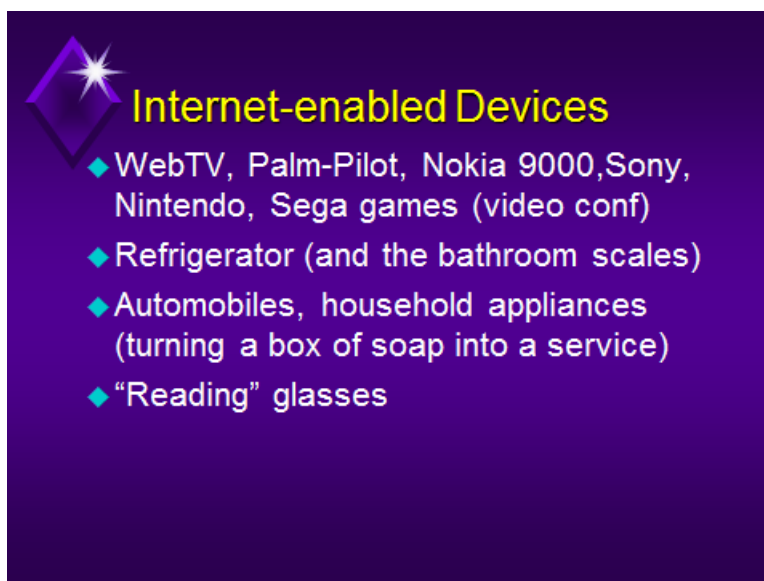 Internet-enabled Devices
WebTV, Palm-Pilot, Nokia 9000,Sony,
Nintendo, Sega games (video conf)
Refrigerator (and the bathroom scales)
Automobiles, household appliances
(turning a box of soap into a service)
“Reading” glasses